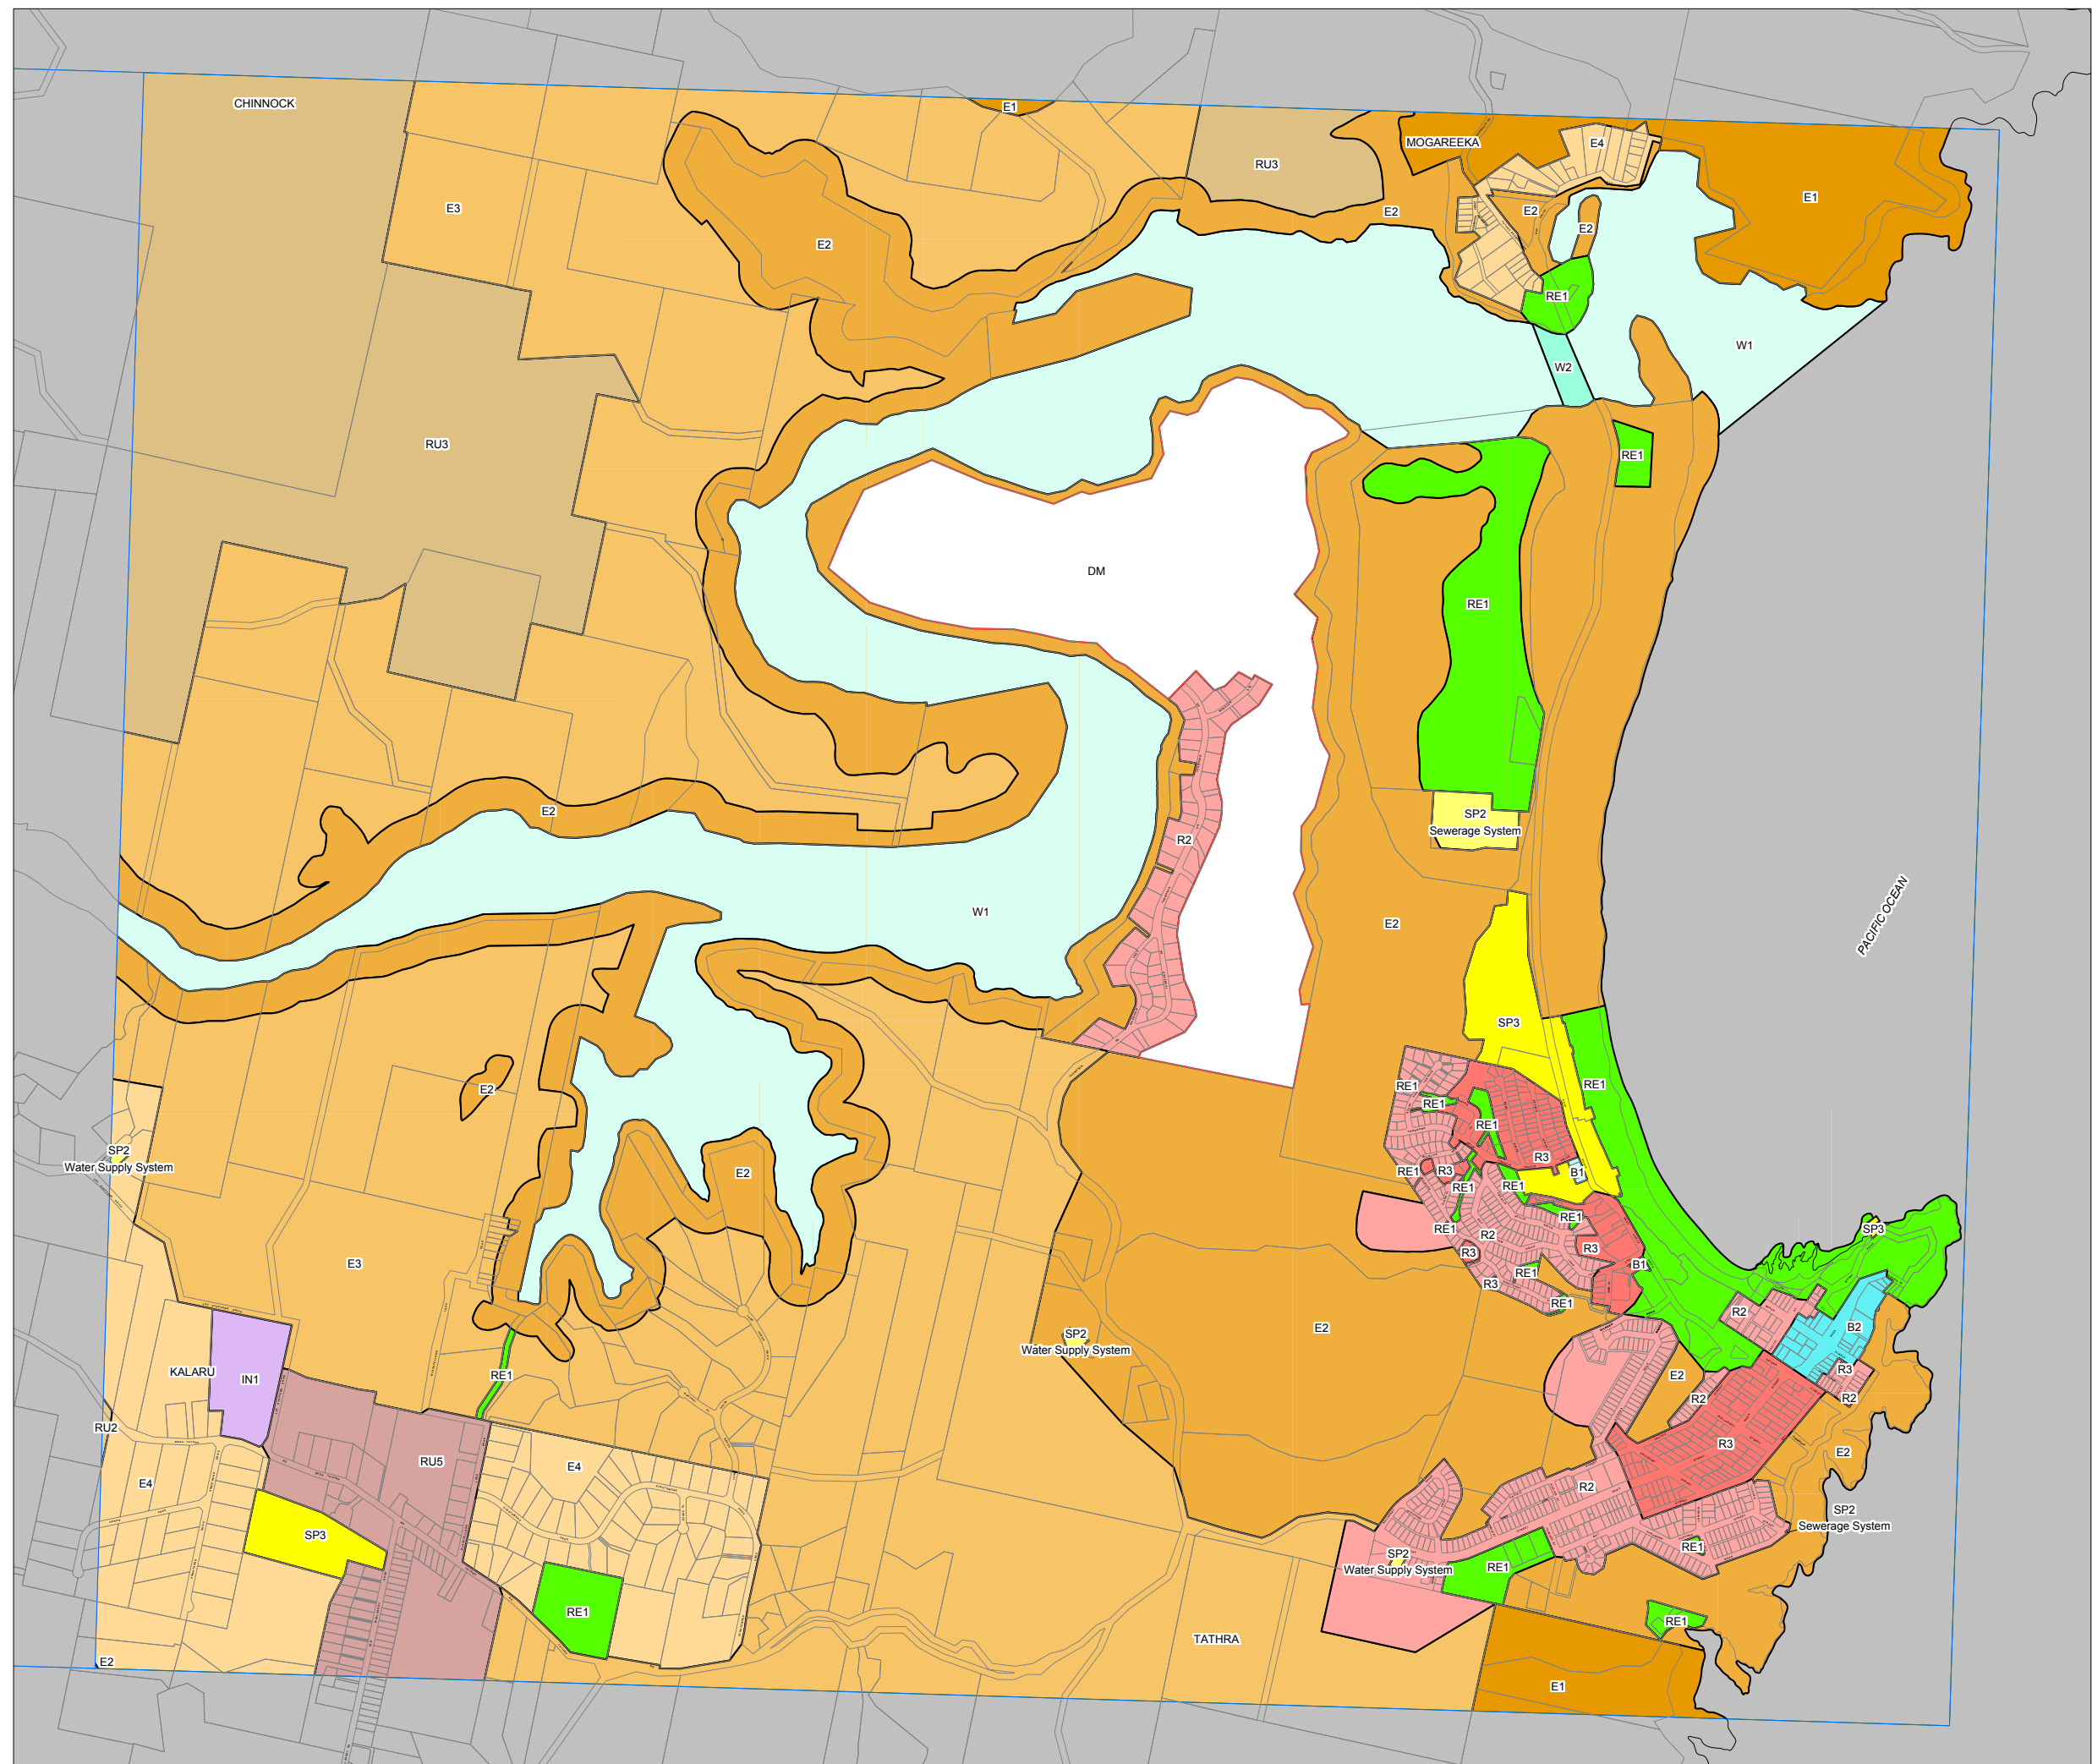 CHINNOCK
E1
MOGAREEKA
E4
RU3
E1
E3
E2
E2
E2
E2
RE1
W1
W2
RU3
RE1
DM
RE1
E2
SP2
Sewerage System
R2
W1
E2
PACIFIC OCEAN
SP3
RE1
RE1
E2
RE1
RE1
SP2
Water Supply System
R3
E2
RE1
R3
B1
RE1
RE1
RE1
RE1
SP3
R2
R3
R3
E3
B1
RE1
R3
RE1
R2
SP2
Water Supply System
E2
B2
KALARU
IN1
RE1
E2
R3
R2
R2
RU2
R3
E2
RU5
E4
E4
R2
SP2
Sewerage System
SP3
RE1
SP2
Water Supply System
RE1
RE1
RE1
TATHRA
E2
E1